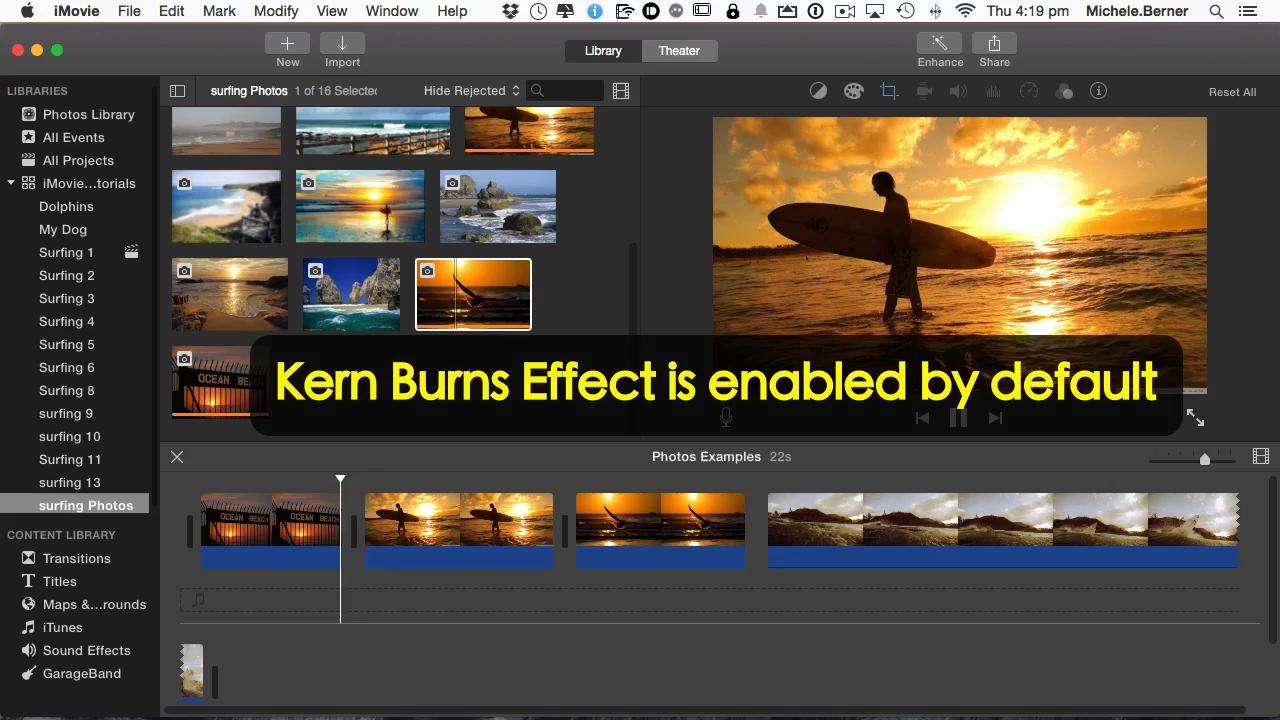 iMovie File Edit Mark Modify View Window Help Thu 4:19 pm Michele.Berner
New Import Library Theater Enhance Share
LIBRARIES
Photos Library
All Events
All Projects
iMovie...torials
Dolphins
My Dog
Surfing 1
Surfing 2
Surfing 3
Surfing 4
Surfing 5
Surfing 6
Surfing 8
surfing 9
surfing 10
Surfing 11
surfing 13
surfing Photos
CONTENT LIBRARY
Transitions
Titles
Maps &...rounds
iTunes
Sound Effects
GarageBand
surfing Photos 1 of 16 Selected Hide Rejected Reset All
OCEAN BEACH
Kern Burns Effect is enabled by default
Photos Examples 22s
OCEAN BEACH OCEAN BEACH